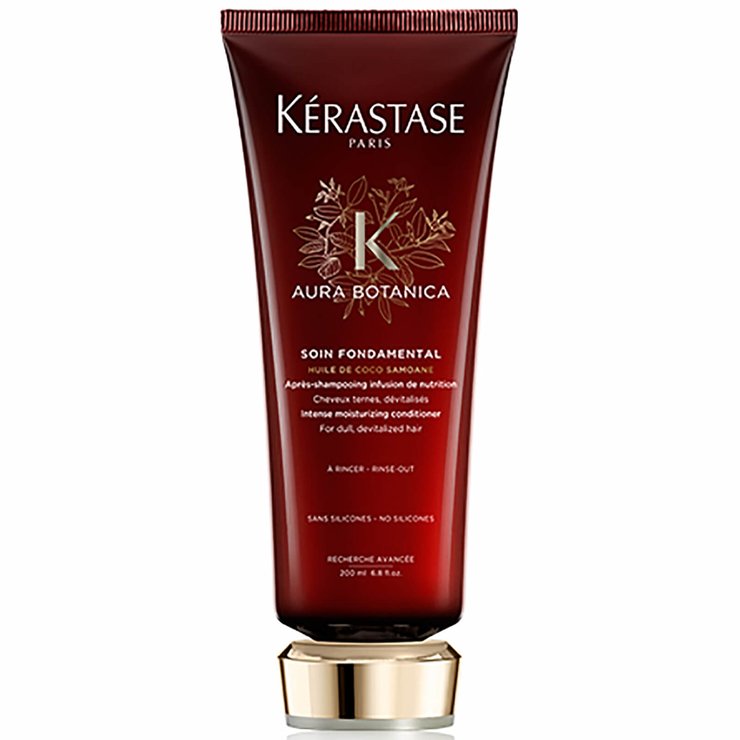 KÉRASTASE
PARIS
K
AURA BOTANICA
SOIN FONDAMENTAL
HUILE DE COCO SAMOANE
Après-shampooing infusion de nutrition
Cheveux ternes, dévitalisés
Intense moisturizing conditioner
For dull, devitalized hair
À RINCER - RINSE-OUT
SANS SILICONES - NO SILICONES
RECHERCHE AVANCÉE
200 ml 6.8 fl.oz.